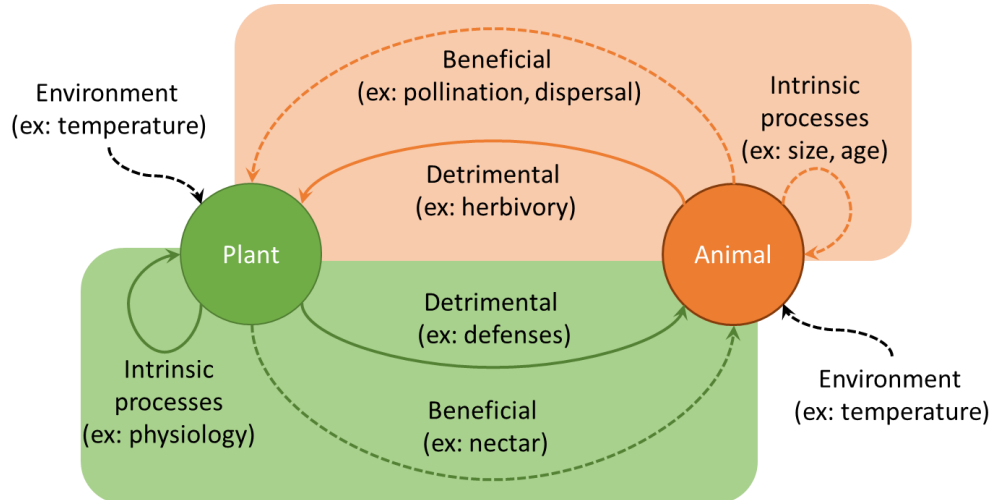 Beneficial
(ex: pollination, dispersal)
Environment
(ex: temperature)
Intrinsic
processes
(ex: size, age)
Detrimental
(ex: herbivory)
Plant
Animal
Detrimental
(ex: defenses)
Intrinsic
processes
(ex: physiology)
Beneficial
(ex: nectar)
Environment
(ex: temperature)